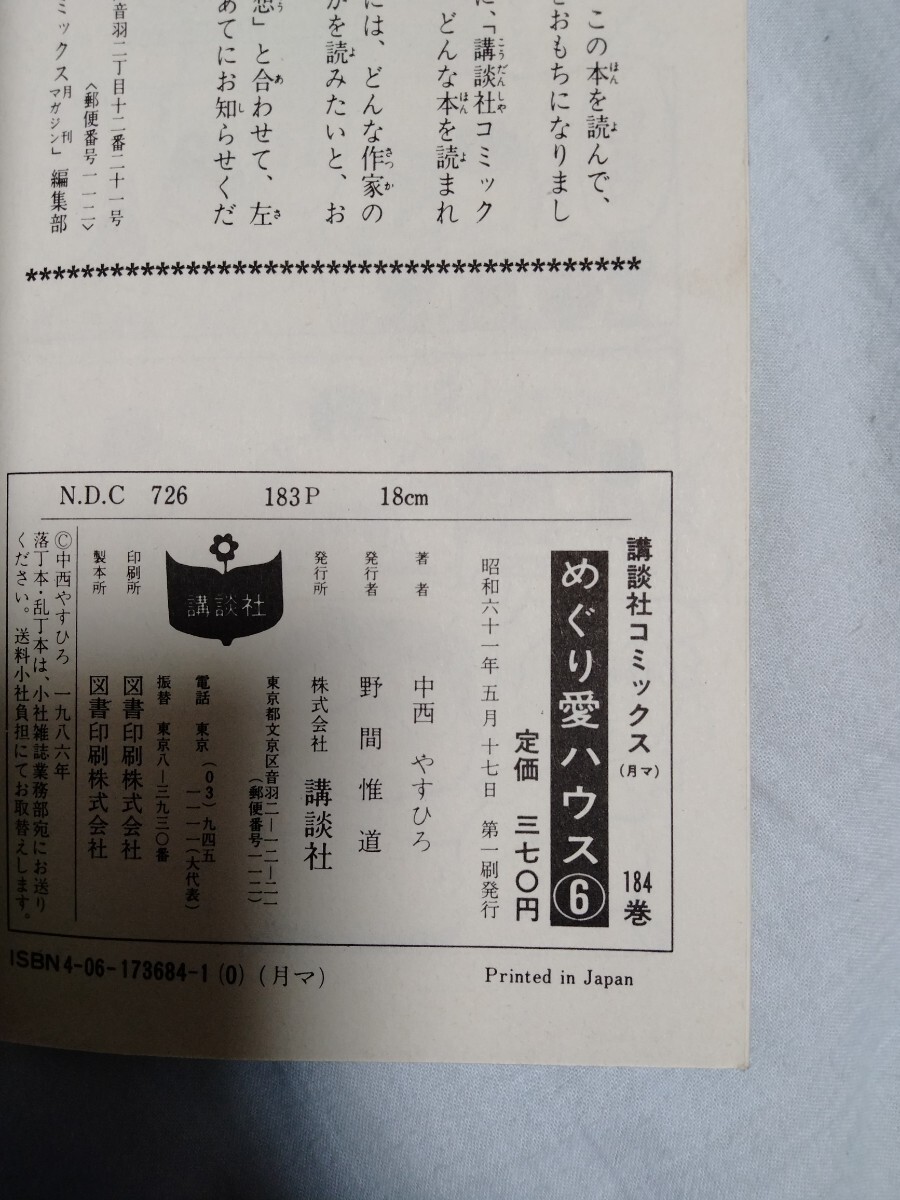 この本を読んで、
とおもちになりまし
に、「講談社コミック
どんな本を読まれ
には、どんな作家の
かを読みたいと、お
想」と合わせて、左
あてにお知らせくだ
音羽二丁目十二番二十一号
〈郵便番号一一二〉
ミックス月刊マガジン」編集部
****************************************
N.D.C 726 183P 18cm
講談社コミックス(月マ) 184巻
めぐり愛ハウス⑥
定価 三七〇円
昭和六十一年五月十七日 第一刷発行
著者 中西やすひろ
発行者 野間惟道
発行所 株式会社 講談社
東京都文京区音羽二―一二―二一
(郵便番号一一二)
電話 東京(03)九四五
一一一一(大代表)
振替 東京八―三九三〇番
講談社
印刷所 図書印刷株式会社
製本所 図書印刷株式会社
Ⓒ中西やすひろ 一九八六年
落丁本・乱丁本は、小社雑誌業務部宛にお送り
ください。送料小社負担にてお取替えします。
ISBN4-06-173684-1 (0) (月マ)
Printed in Japan